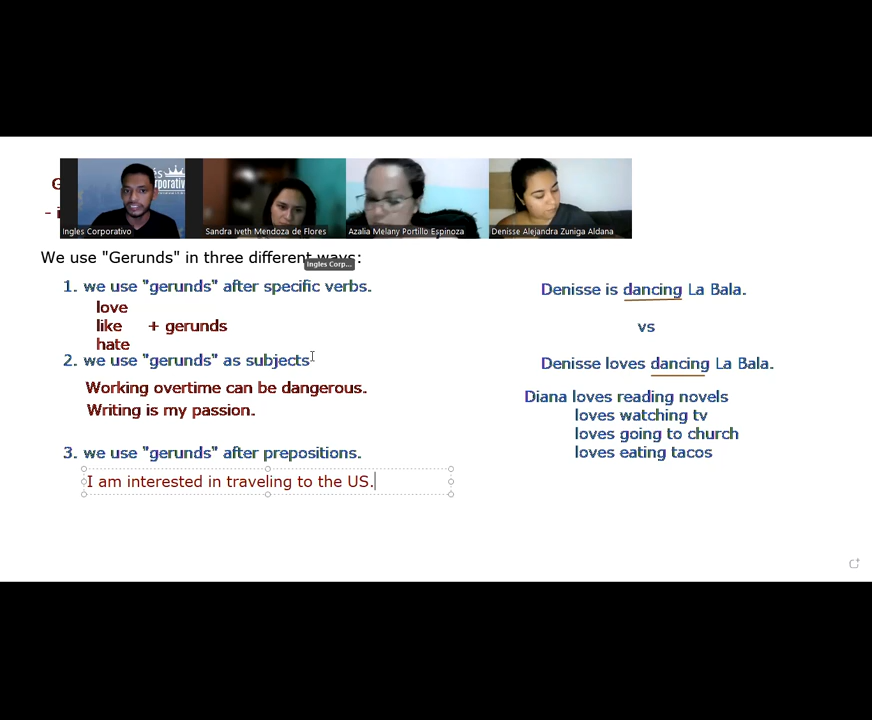 Ingles Corporativo
Sandra Iveth Mendoza de Flores
Azalia Melany Portillo Espinoza
Denisse Alejandra Zuniga Aldana
We use "Gerunds" in three different ways:
Ingles Corp...
1. we use "gerunds" after specific verbs.
love
like + gerunds
hate
2. we use "gerunds" as subjects
Working overtime can be dangerous.
Writing is my passion.
3. we use "gerunds" after prepositions.
I am interested in traveling to the US.
Denisse is dancing La Bala.
vs
Denisse loves dancing La Bala.
Diana loves reading novels
loves watching tv
loves going to church
loves eating tacos